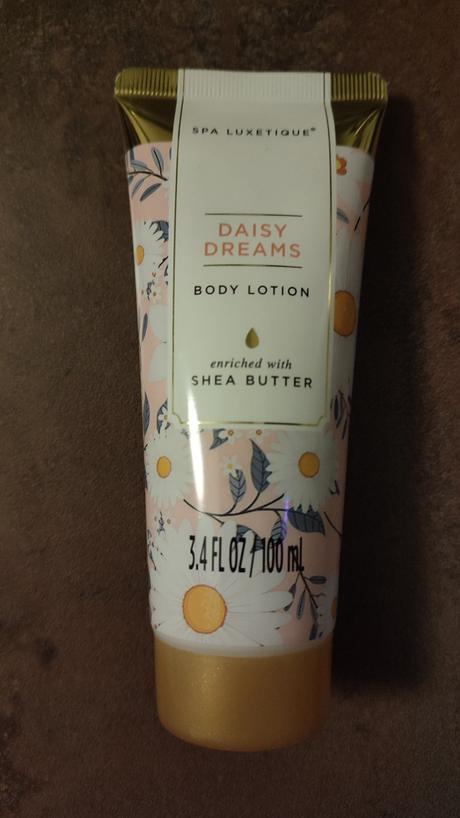 SPA LUXETIQUE®
DAISY
DREAMS
BODY LOTION
enriched with
SHEA BUTTER
3.4 FL OZ / 100 mL